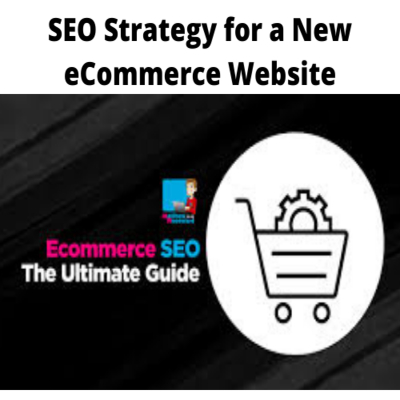 SEO Strategy for a New
eCommerce Website
Ecommerce SEO
The Ultimate Guide